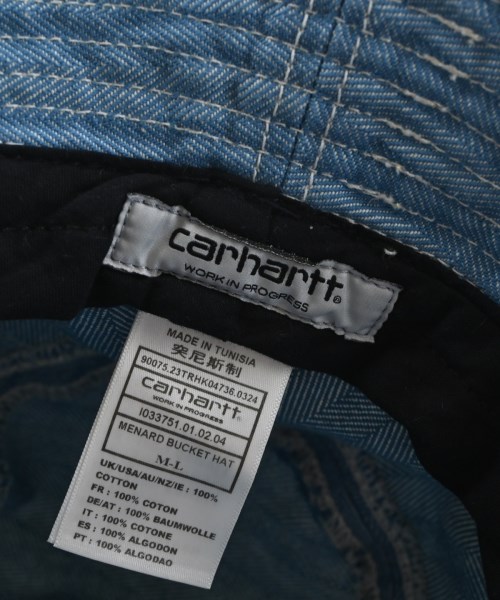 carhartt®
WORK IN PROGRESS
MADE IN TUNISIA
突尼斯制
90075.23TRHK04736.0324
carhartt®
WORK IN PROGRESS
I033751.01.02.04
MENARD BUCKET HAT
M-L
UK/USA/AU/NZ/IE : 100%
COTTON
FR : 100% COTON
DE/AT : 100% BAUMWOLLE
IT : 100% COTONE
ES : 100% ALGODON
PT : 100% ALGODAO